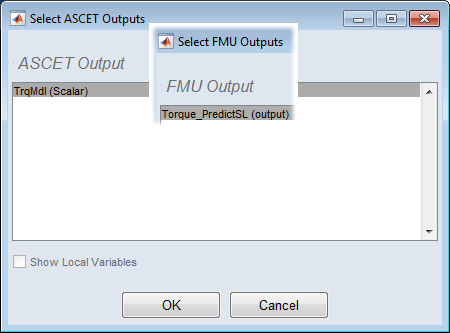 Select ASCET Outputs
Select FMU Outputs
ASCET Output
FMU Output
TrqMdl (Scalar)
Torque_PredictSL (output)
Show Local Variables
OK
Cancel